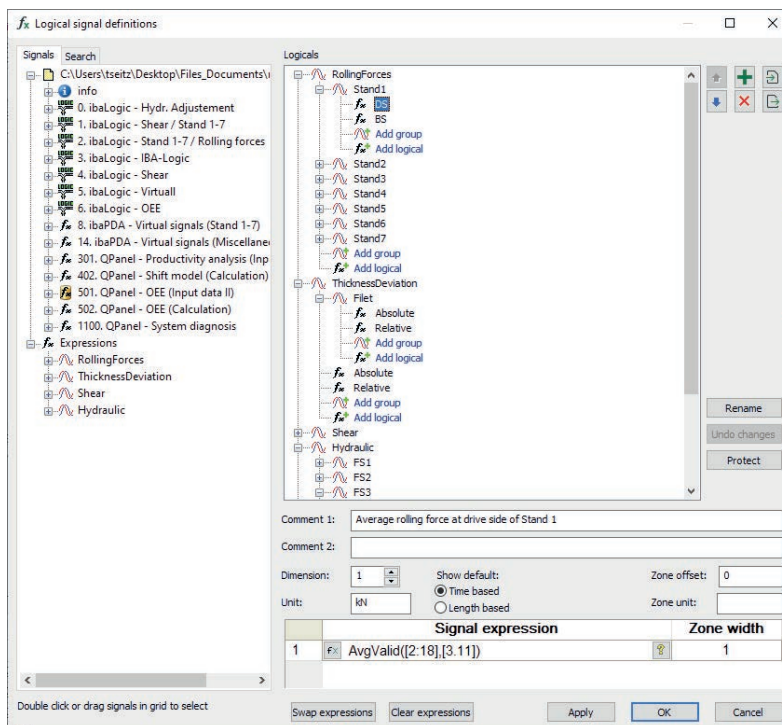 Logical signal definitions
Signals
Search
C:\Users\tseitz\Desktop\Files_Documents\
info
0. ibaLogic - Hydr. Adjustement
1. ibaLogic - Shear / Stand 1-7
2. ibaLogic - Stand 1-7 / Rolling forces
3. ibaLogic - IBA-Logic
4. ibaLogic - Shear
5. ibaLogic - Virtuall
6. ibaLogic - OEE
8. ibaPDA - Virtual signals (Stand 1-7)
14. ibaPDA - Virtual signals (Miscellane
301. QPanel - Productivity analysis (Inp
402. QPanel - Shift model (Calculation)
501. QPanel - OEE (Input data II)
502. QPanel - OEE (Calculation)
1100. QPanel - System diagnosis
Expressions
RollingForces
ThicknessDeviation
Shear
Hydraulic
Double click or drag signals in grid to select
Logicals
RollingForces
Stand1
DS
BS
Add group
Add logical
Stand2
Stand3
Stand4
Stand5
Stand6
Stand7
Add group
Add logical
ThicknessDeviation
Filet
Absolute
Relative
Add group
Add logical
Absolute
Relative
Add group
Add logical
Shear
Hydraulic
FS1
FS2
FS3
Rename
Undo changes
Protect
Comment 1: Average rolling force at drive side of Stand 1
Comment 2:
Dimension: 1 Show default: Zone offset: 0
Time based
Unit: kN Length based Zone unit:
Signal expression Zone width
1 fx AvgValid([2:18],[3.11]) ? 1
Swap expressions Clear expressions Apply OK Cancel